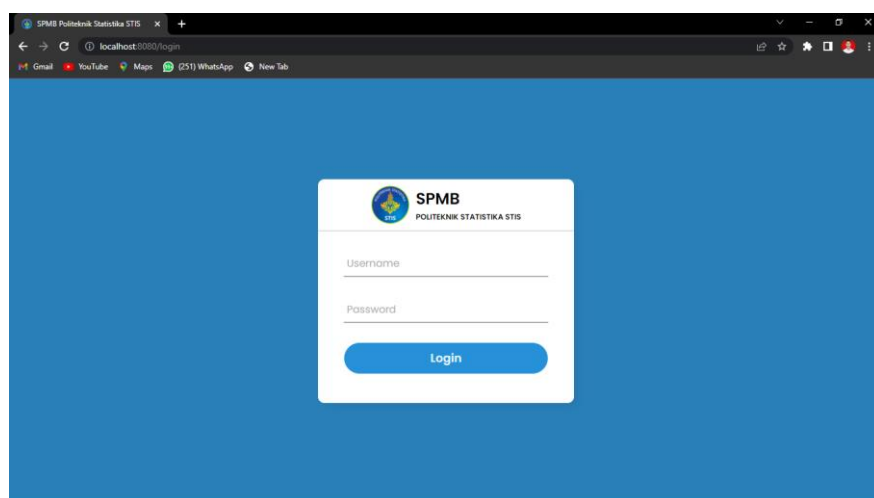 SPMB Politeknik Statistika STIS
localhost:8080/login
Gmail YouTube Maps (251) WhatsApp New Tab
SPMB
POLITEKNIK STATISTIKA STIS
STIS
Username
Password
Login